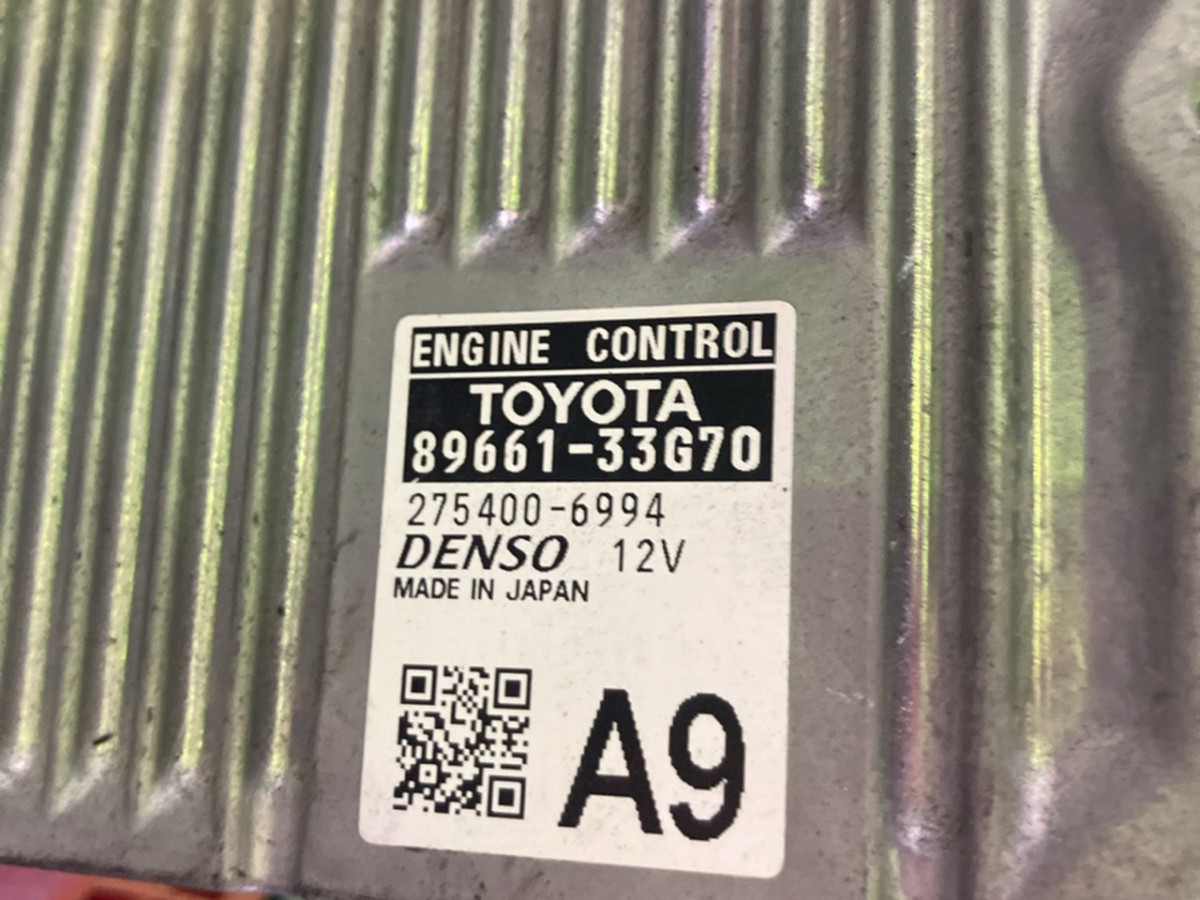 ENGINE CONTROL
TOYOTA
89661-33G70
275400-6994
DENSO 12V
MADE IN JAPAN
A9